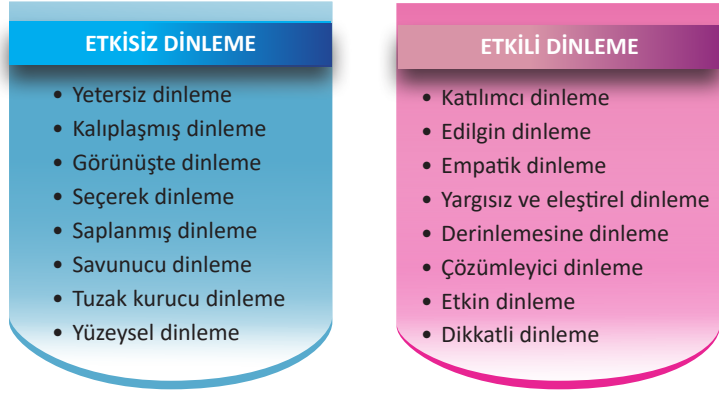 ETKİSİZ DİNLEME
• Yetersiz dinleme
• Kalıplaşmış dinleme
• Görünüşte dinleme
• Seçerek dinleme
• Saplanmış dinleme
• Savunucu dinleme
• Tuzak kurucu dinleme
• Yüzeysel dinleme
ETKİLİ DİNLEME
• Katılımcı dinleme
• Edilgin dinleme
• Empatik dinleme
• Yargısız ve eleştirel dinleme
• Derinlemesine dinleme
• Çözümleyici dinleme
• Etkin dinleme
• Dikkatli dinleme